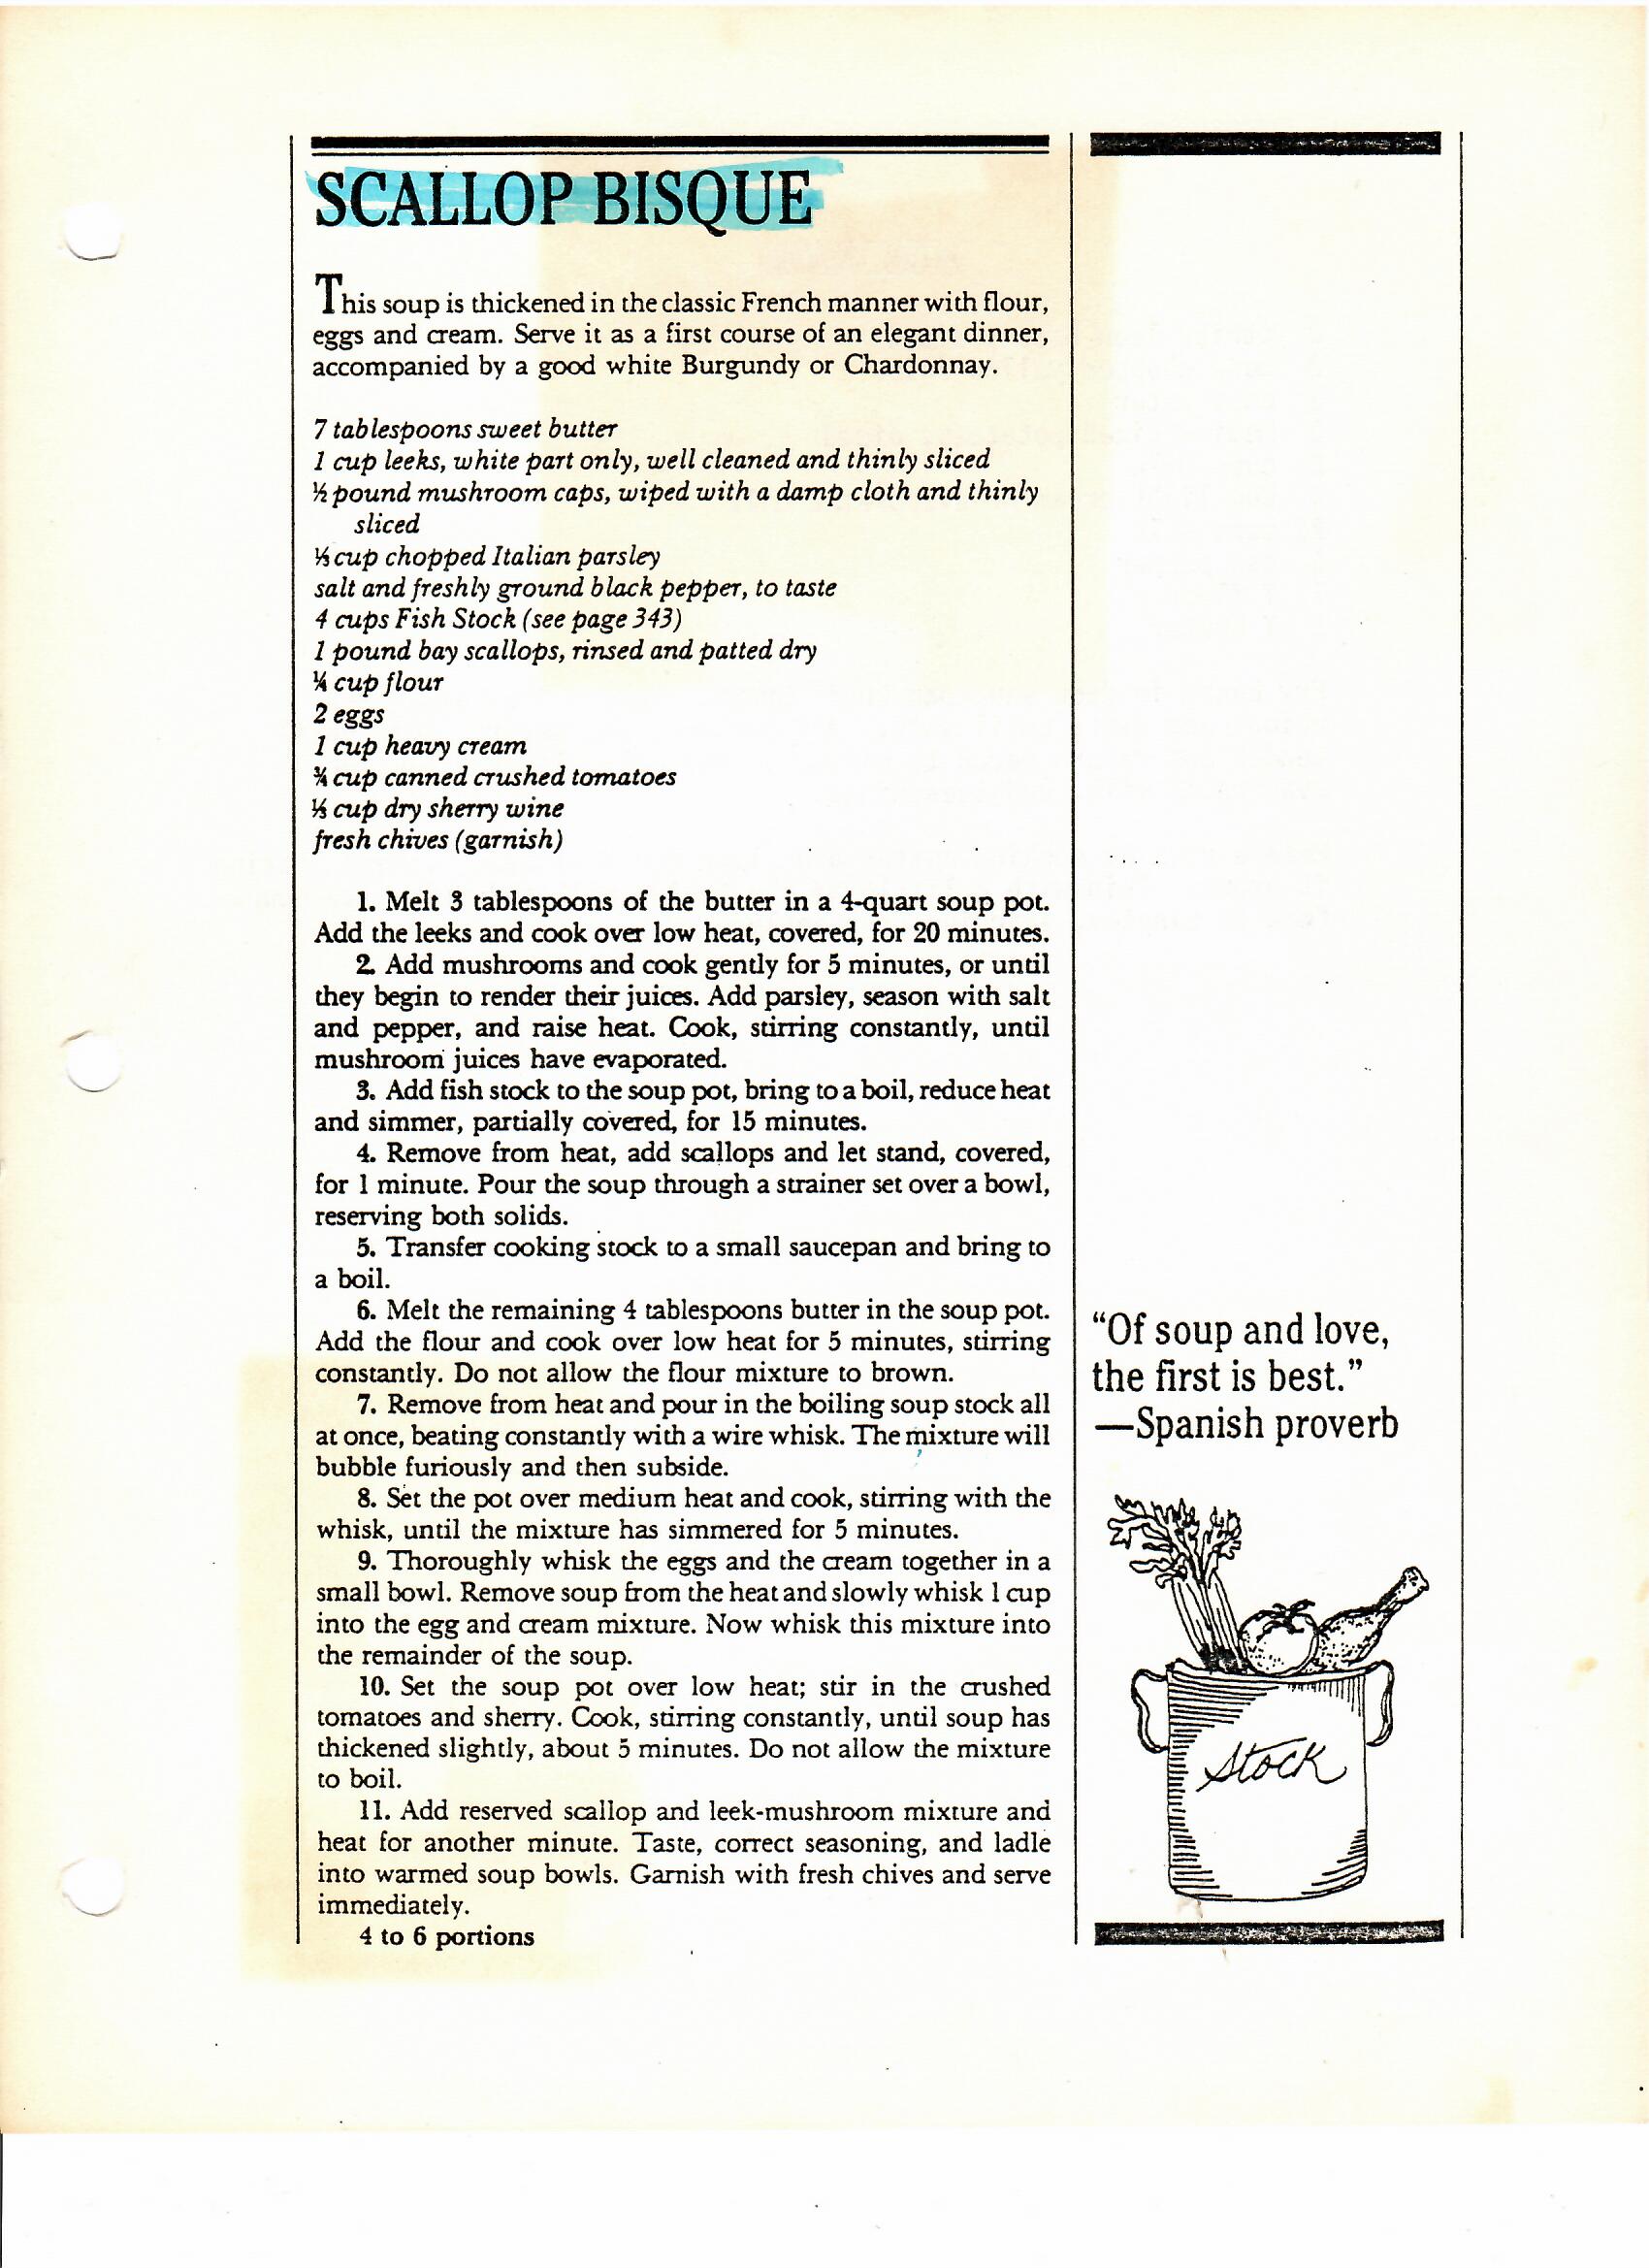 SCALLOP BISQUE
This soup is thickened in the classic French manner with flour,
eggs and cream. Serve it as a first course of an elegant dinner,
accompanied by a good white Burgundy or Chardonnay.
7 tablespoons sweet butter
1 cup leeks, white part only, well cleaned and thinly sliced
½ pound mushroom caps, wiped with a damp cloth and thinly
sliced
⅓ cup chopped Italian parsley
salt and freshly ground black pepper, to taste
4 cups Fish Stock (see page 343)
1 pound bay scallops, rinsed and patted dry
¼ cup flour
2 eggs
1 cup heavy cream
¾ cup canned crushed tomatoes
⅓ cup dry sherry wine
fresh chives (garnish)
1. Melt 3 tablespoons of the butter in a 4-quart soup pot.
Add the leeks and cook over low heat, covered, for 20 minutes.
2. Add mushrooms and cook gently for 5 minutes, or until
they begin to render their juices. Add parsley, season with salt
and pepper, and raise heat. Cook, stirring constantly, until
mushroom juices have evaporated.
3. Add fish stock to the soup pot, bring to a boil, reduce heat
and simmer, partially covered, for 15 minutes.
4. Remove from heat, add scallops and let stand, covered,
for 1 minute. Pour the soup through a strainer set over a bowl,
reserving both solids.
5. Transfer cooking stock to a small saucepan and bring to
a boil.
6. Melt the remaining 4 tablespoons butter in the soup pot.
Add the flour and cook over low heat for 5 minutes, stirring
constantly. Do not allow the flour mixture to brown.
7. Remove from heat and pour in the boiling soup stock all
at once, beating constantly with a wire whisk. The mixture will
bubble furiously and then subside.
8. Set the pot over medium heat and cook, stirring with the
whisk, until the mixture has simmered for 5 minutes.
9. Thoroughly whisk the eggs and the cream together in a
small bowl. Remove soup from the heat and slowly whisk 1 cup
into the egg and cream mixture. Now whisk this mixture into
the remainder of the soup.
10. Set the soup pot over low heat; stir in the crushed
tomatoes and sherry. Cook, stirring constantly, until soup has
thickened slightly, about 5 minutes. Do not allow the mixture
to boil.
11. Add reserved scallop and leek-mushroom mixture and
heat for another minute. Taste, correct seasoning, and ladle
into warmed soup bowls. Garnish with fresh chives and serve
immediately.
4 to 6 portions
“Of soup and love,
the first is best.”
—Spanish proverb
Stock